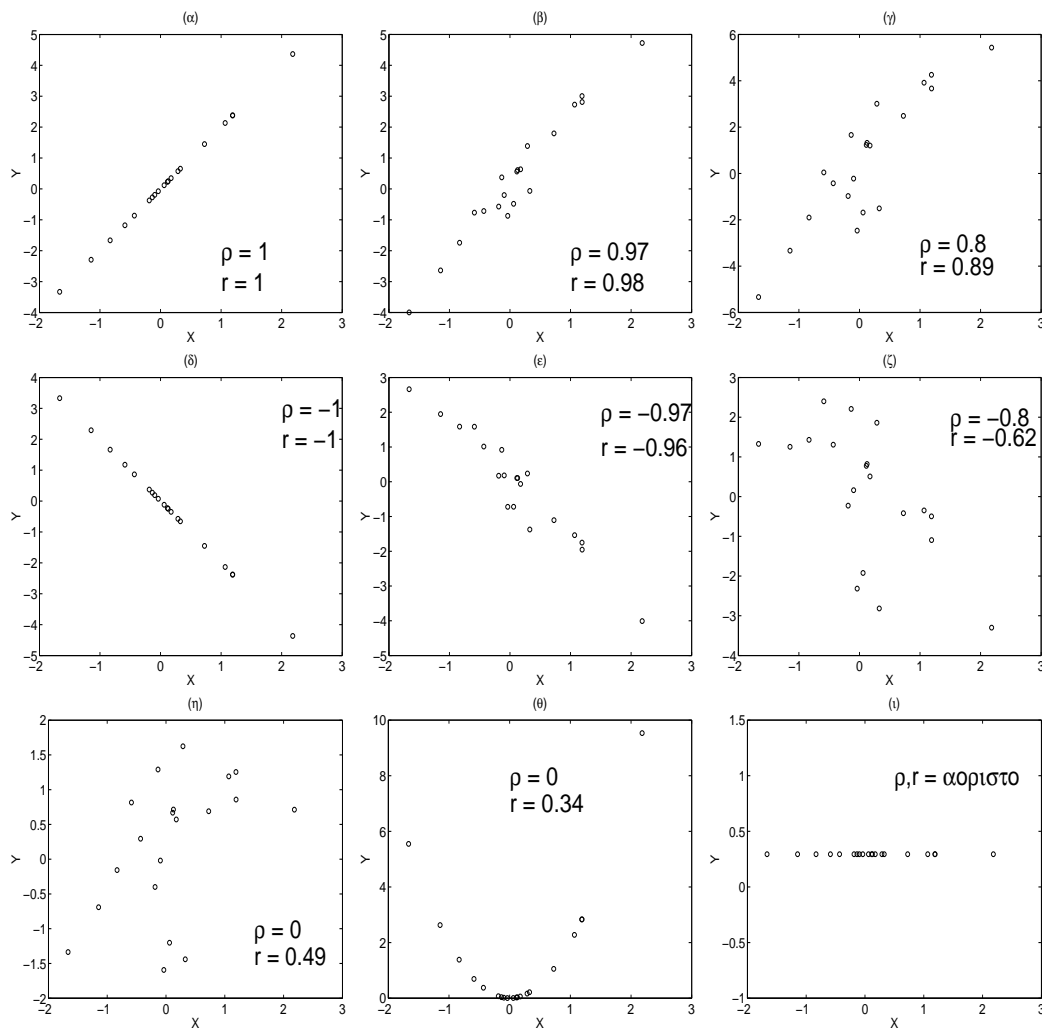 (α)
4
3
2
1
0
−1
−2
−3
−4
Y
ρ = 1
r = 1
−2 −1 0 1 2 3
X
(β)
5
4
3
2
1
0
−1
−2
−3
−4
Y
ρ = 0.97
r = 0.98
−2 −1 0 1 2 3
X
(γ)
6
4
2
0
−2
−4
−6
Y
ρ = 0.8
r = 0.89
−2 −1 0 1 2 3
X
(δ)
4
3
2
1
0
−1
−2
−3
−4
−5
Y
ρ = −1
r = −1
−2 −1 0 1 2 3
X
(ε)
3
2
1
0
−1
−2
−3
−4
−5
Y
ρ = −0.97
r = −0.96
−2 −1 0 1 2 3
X
(ζ)
3
2
1
0
−1
−2
−3
−4
Y
ρ = −0.8
r = −0.62
−2 −1 0 1 2 3
X
(η)
2
1.5
1
0.5
0
−0.5
−1
−1.5
−2
Y
ρ = 0
r = 0.49
−2 −1 0 1 2 3
X
(θ)
10
8
6
4
2
0
Y
ρ = 0
r = 0.34
−2 −1 0 1 2 3
X
(ι)
1.5
1
0.5
0
−0.5
−1
Y
ρ,r = αοριστο
−2 −1 0 1 2 3
X